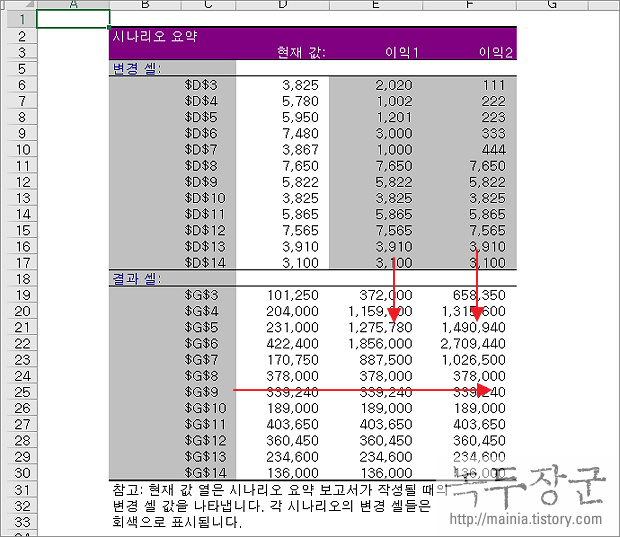 A B C D E F G
1
2 시나리오 요약
3 현재 값: 이익1 이익2
5 변경 셀:
6 $D$3 3,825 2,020 111
7 $D$4 5,780 1,002 222
8 $D$5 5,950 1,201 223
9 $D$6 7,480 3,000 333
10 $D$7 3,867 1,000 444
11 $D$8 7,650 7,650 7,650
12 $D$9 5,822 5,822 5,822
13 $D$10 3,825 3,825 3,825
14 $D$11 5,865 5,865 5,865
15 $D$12 7,565 7,565 7,565
16 $D$13 3,910 3,910 3,910
17 $D$14 3,100 3,100 3,100
18 결과 셀:
19 $G$3 101,250 372,000 658,350
20 $G$4 204,000
21 $G$5 231,000 1,275,780 1,490,940
22 $G$6 422,400 1,856,000 2,709,440
23 $G$7 170,750 887,500 1,026,500
24 $G$8 378,000 378,000 378,000
25 $G$9 339,240 339,240 339,240
26 $G$10 189,000 189,000 189,000
27 $G$11 403,650 403,650 403,650
28 $G$12 360,450 360,450 360,450
29 $G$13 234,600 234,600 234,600
30 $G$14 136,000 136,000 136,000
31 참고: 현재 값 열은 시나리오 요약 보고서가 작성될 때의
32 변경 셀 값을 나타냅니다. 각 시나리오의 변경 셀들은
33 회색으로 표시됩니다.
녹두장군
http://mainia.tistory.com